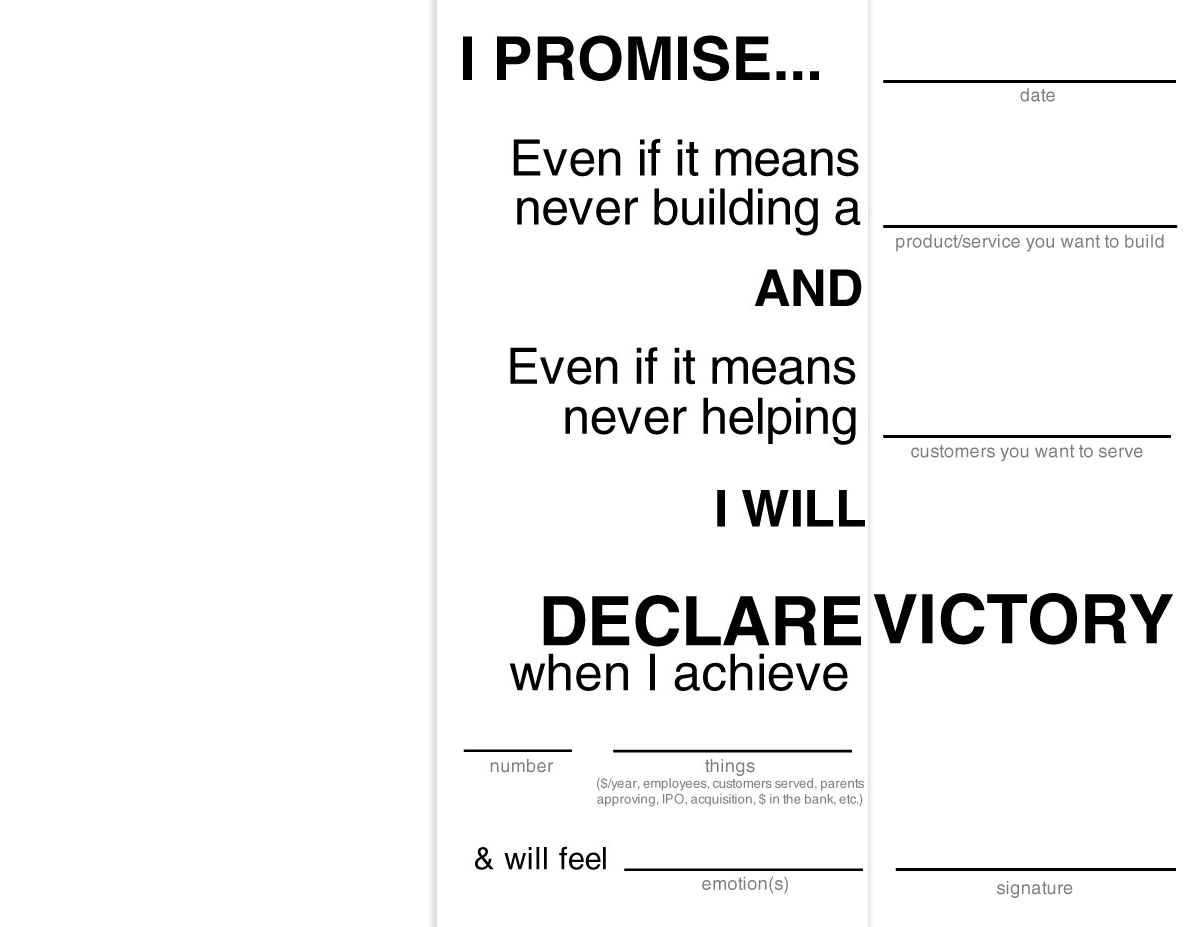 I PROMISE...
date
Even if it means
never building a
product/service you want to build
AND
Even if it means
never helping
customers you want to serve
I WILL
DECLARE VICTORY
when I achieve
number
things
($/year, employees, customers served, parents
approving, IPO, acquisition, $ in the bank, etc.)
& will feel
emotion(s)
signature